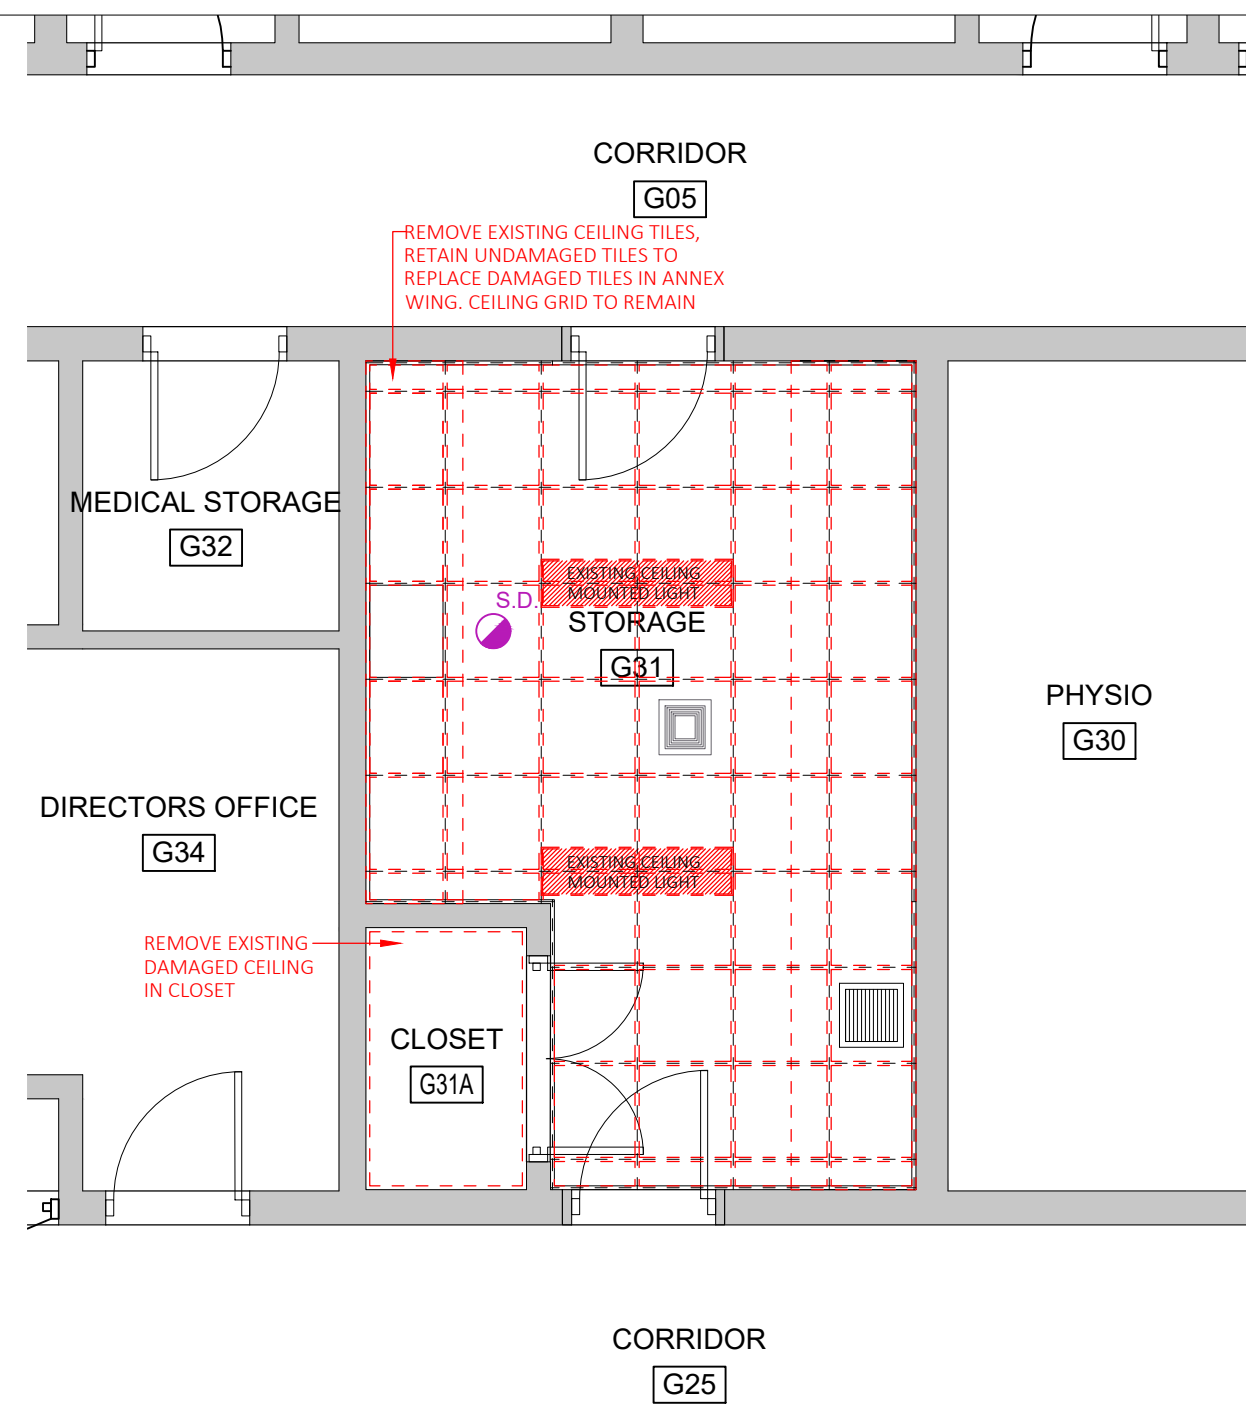 CORRIDOR
G05
REMOVE EXISTING CEILING TILES,
RETAIN UNDAMAGED TILES TO
REPLACE DAMAGED TILES IN ANNEX
WING. CEILING GRID TO REMAIN
MEDICAL STORAGE
G32
EXISTING CEILING
MOUNTED LIGHT
S.D.
STORAGE
G31
PHYSIO
G30
DIRECTORS OFFICE
G34
EXISTING CEILING
MOUNTED LIGHT
REMOVE EXISTING
DAMAGED CEILING
IN CLOSET
CLOSET
G31A
CORRIDOR
G25